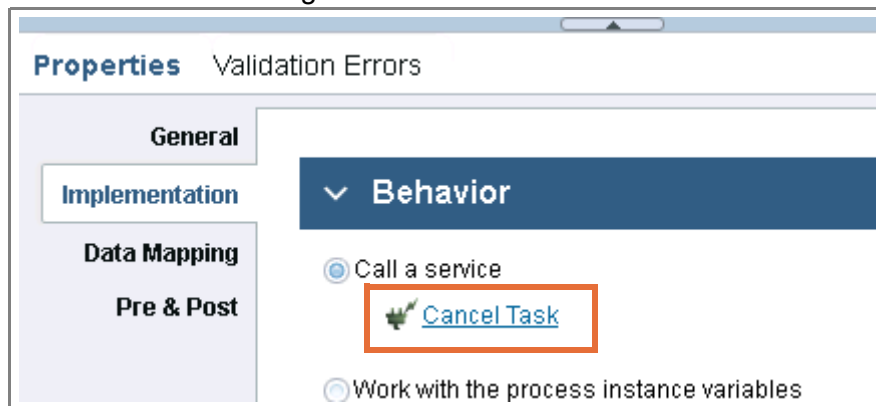 Properties Validation Errors
General
Implementation
Data Mapping
Pre & Post
Behavior
Call a service
Cancel Task
Work with the process instance variables